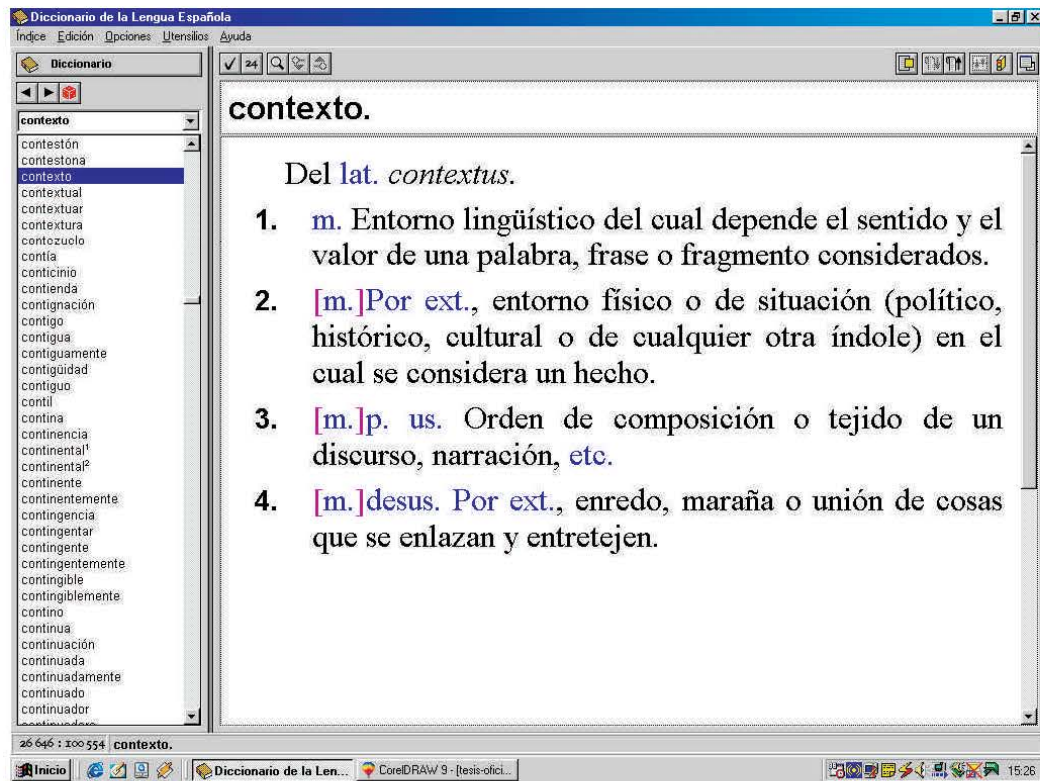 Diccionario de la Lengua Española
Índice Edición Opciones Utensilios Ayuda
Diccionario
24
contexto
contestón
contestona
contexto
contextual
contextuar
contextura
contozuelo
contía
conticinio
contienda
contignación
contigo
contigua
contiguamente
contigüidad
contiguo
contil
contina
continencia
continental¹
continental²
continente
continentemente
contingencia
contingentar
contingente
contingentemente
contingible
contingiblemente
contino
continua
continuación
continuada
continuadamente
continuado
continuador
contexto.
Del lat. contextus.
1. m. Entorno lingüístico del cual depende el sentido y el
valor de una palabra, frase o fragmento considerados.
2. [m.]Por ext., entorno físico o de situación (político,
histórico, cultural o de cualquier otra índole) en el
cual se considera un hecho.
3. [m.]p. us. Orden de composición o tejido de un
discurso, narración, etc.
4. [m.]desus. Por ext., enredo, maraña o unión de cosas
que se enlazan y entretejen.
26 646 : 100 554 contexto.
Inicio Diccionario de la Len... CorelDRAW 9 - [tesis-ofici... 15:26